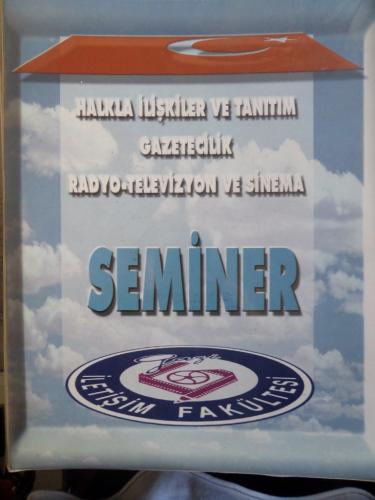 HALKLA İLİŞKİLER VE TANITIM
GAZETECİLİK
RADYO-TELEVİZYON VE SİNEMA
SEMİNER
İLETİŞİM FAKÜLTESİ